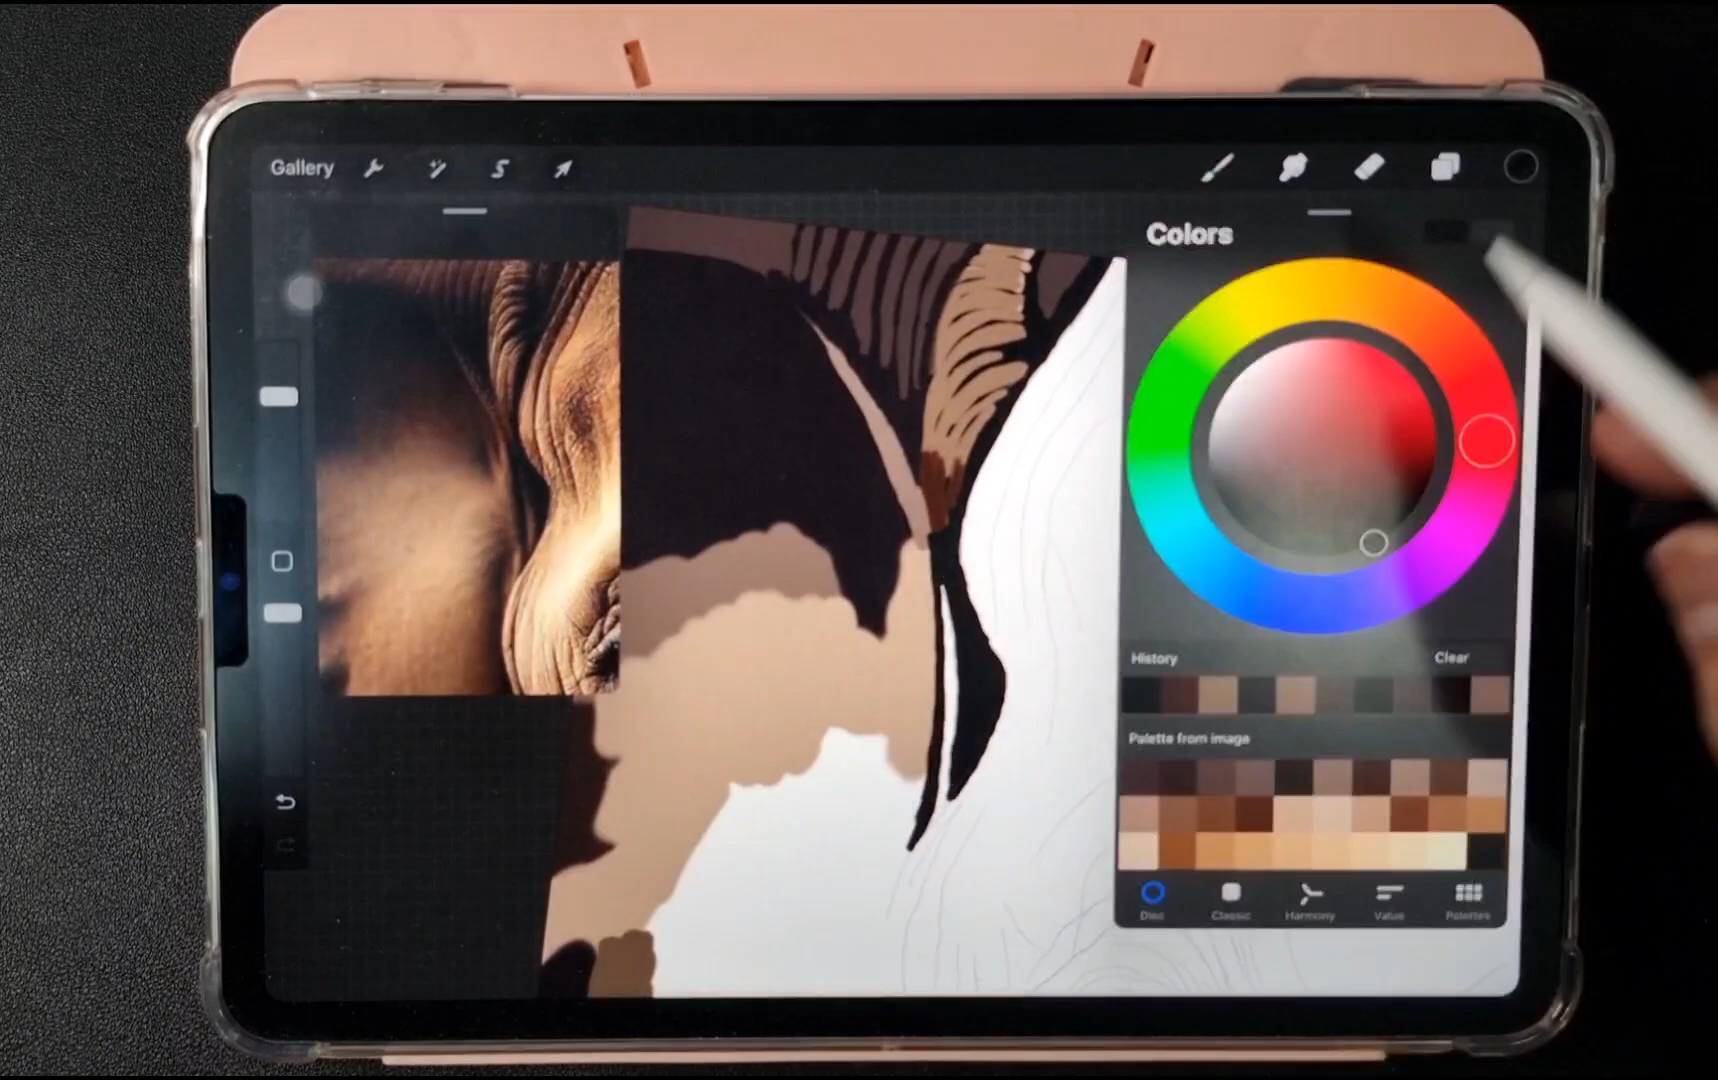 Gallery
Colors
History Clear
Palette from image
Disc Classic Harmony Value Palettes